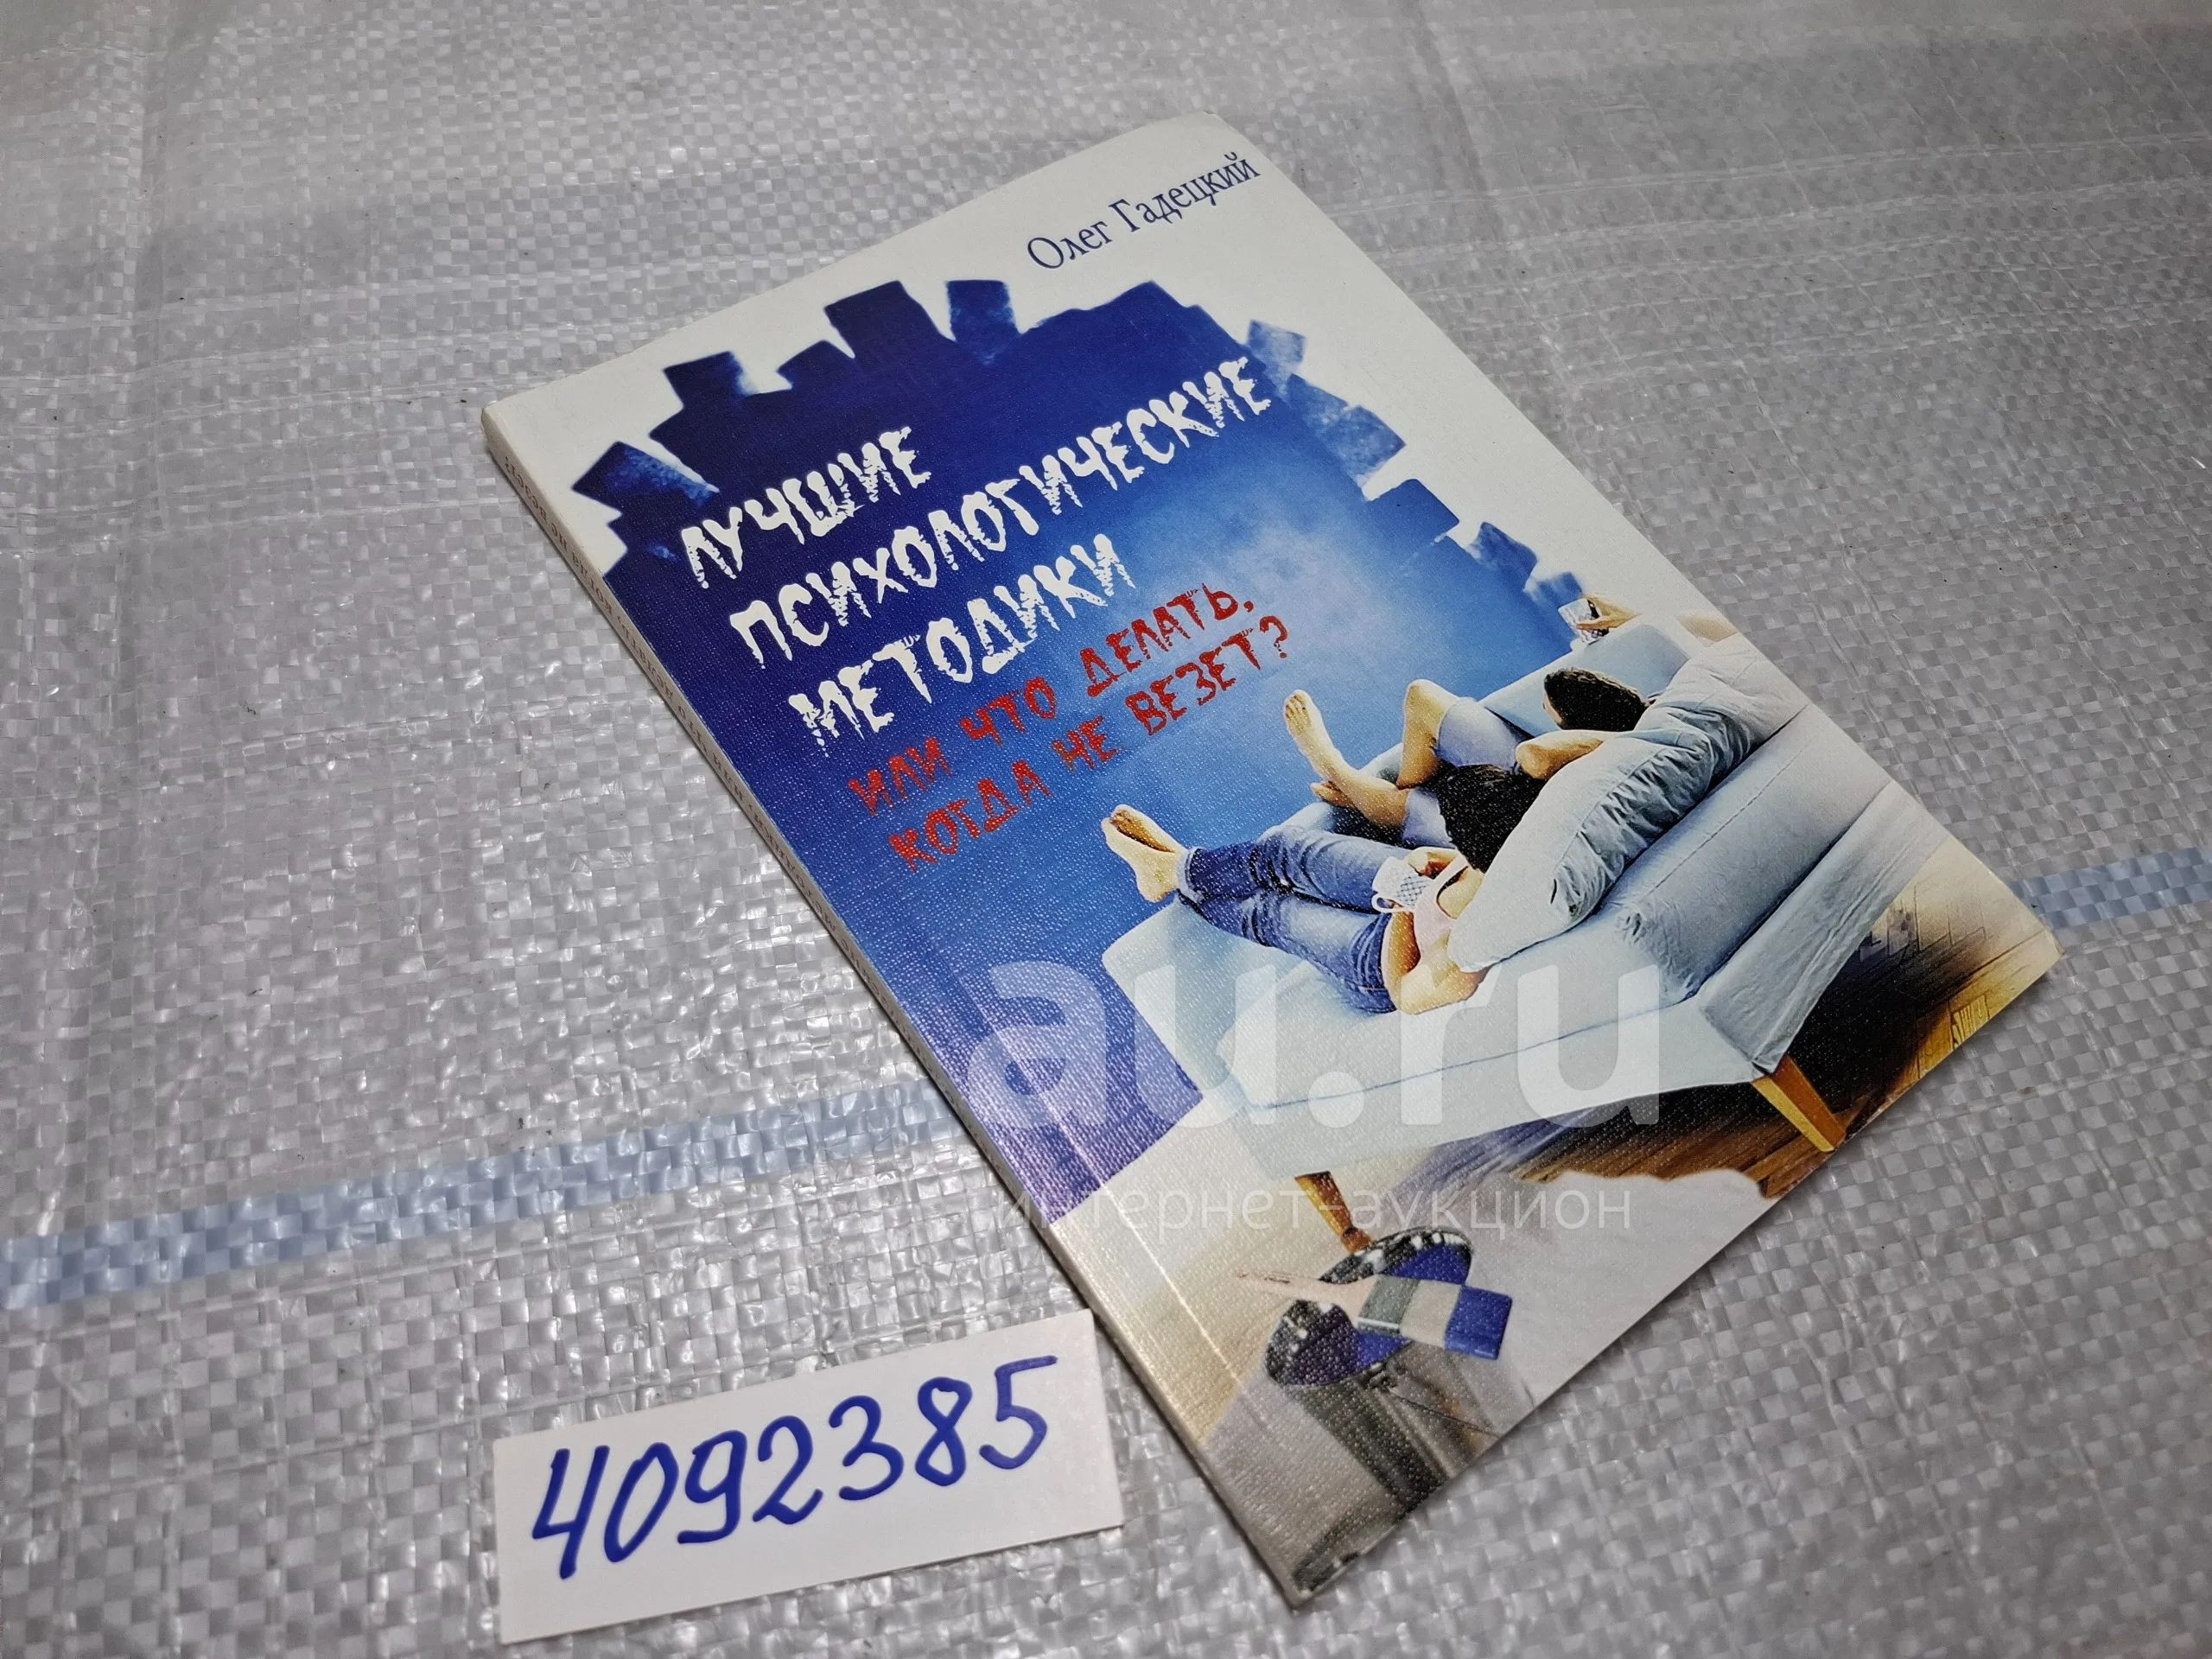 Олег Гадецкий
ЛУЧШИЕ
ПСИХОЛОГИЧЕСКИЕ
МЕТОДИКИ
ИЛИ ЧТО ДЕЛАТЬ,
КОГДА НЕ ВЕЗЕТ?
au.ru
интернет-аукцион
4092385